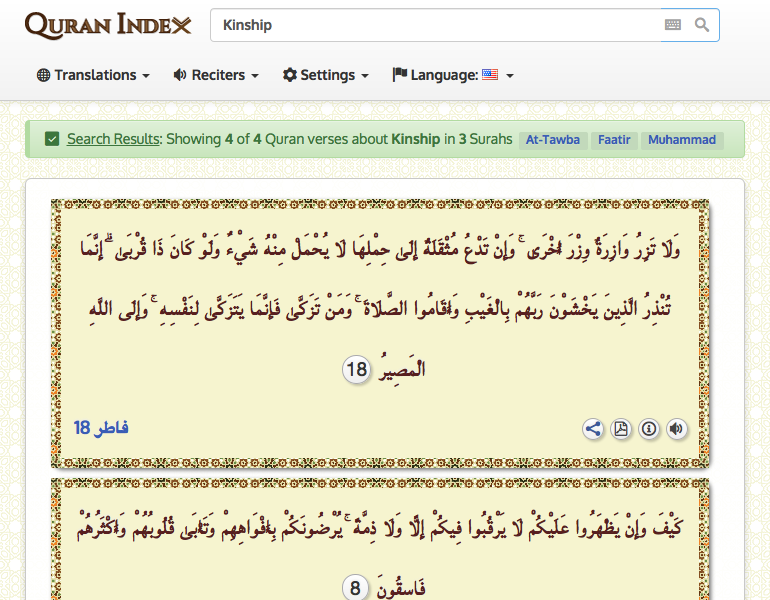 QURAN INDEX
Kinship
Translations
Reciters
Settings
Language:
Search Results: Showing 4 of 4 Quran verses about Kinship in 3 Surahs At-Tawba Faatir Muhammad
وَلَا تَزِرُ وَازِرَةٌ وِزْرَ أُخْرَى ۚ وَإِنْ تَدْعُ مُثْقَلَةٌ إِلَىٰ حِمْلِهَا لَا يُحْمَلْ مِنْهُ شَيْءٌ وَلَوْ كَانَ ذَا قُرْبَىٰ ۗ إِنَّمَا
تُنْذِرُ الَّذِينَ يَخْشَوْنَ رَبَّهُمْ بِالْغَيْبِ وَأَقَامُوا الصَّلَاةَ ۚ وَمَنْ تَزَكَّىٰ فَإِنَّمَا يَتَزَكَّىٰ لِنَفْسِهِ ۚ وَإِلَى اللَّهِ
الْمَصِيرُ 18
فاطر 18
كَيْفَ وَإِنْ يَظْهَرُوا عَلَيْكُمْ لَا يَرْقُبُوا فِيكُمْ إِلًّا وَلَا ذِمَّةً ۚ يُرْضُونَكُمْ بِأَفْوَاهِهِمْ وَتَأْبَىٰ قُلُوبُهُمْ وَأَكْثَرُهُمْ
فَاسِقُونَ 8